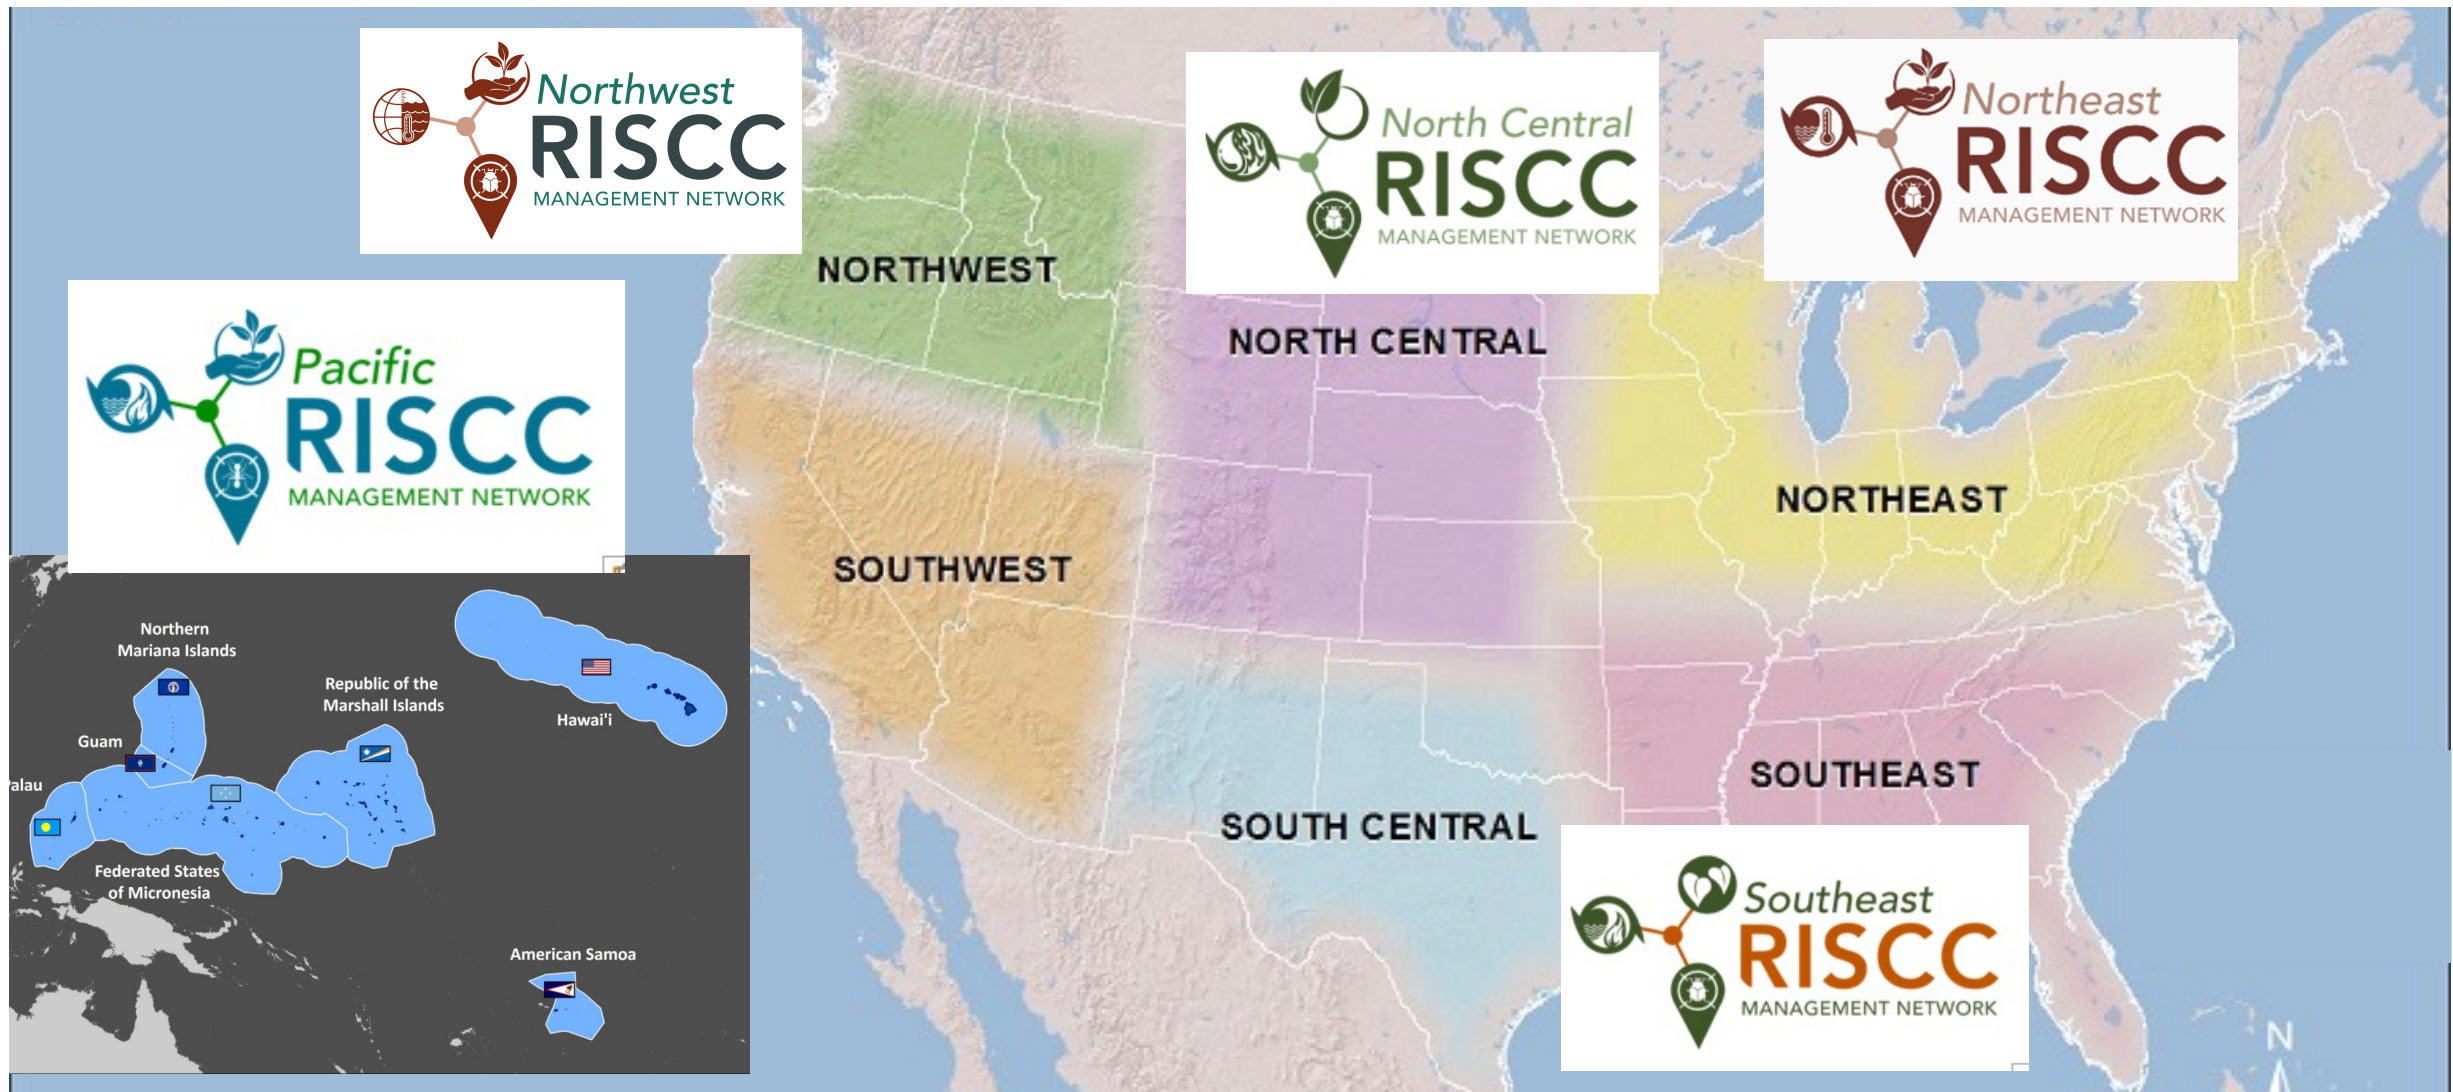 Northwest
RISCC
MANAGEMENT NETWORK
North Central
RISCC
MANAGEMENT NETWORK
Northeast
RISCC
MANAGEMENT NETWORK
Pacific
RISCC
MANAGEMENT NETWORK
NORTHWEST
NORTH CENTRAL
NORTHEAST
SOUTHWEST
SOUTHEAST
SOUTH CENTRAL
Northern
Mariana Islands
Republic of the
Marshall Islands
Hawai'i
Guam
alau
Federated States
of Micronesia
American Samoa
Southeast
RISCC
MANAGEMENT NETWORK
N